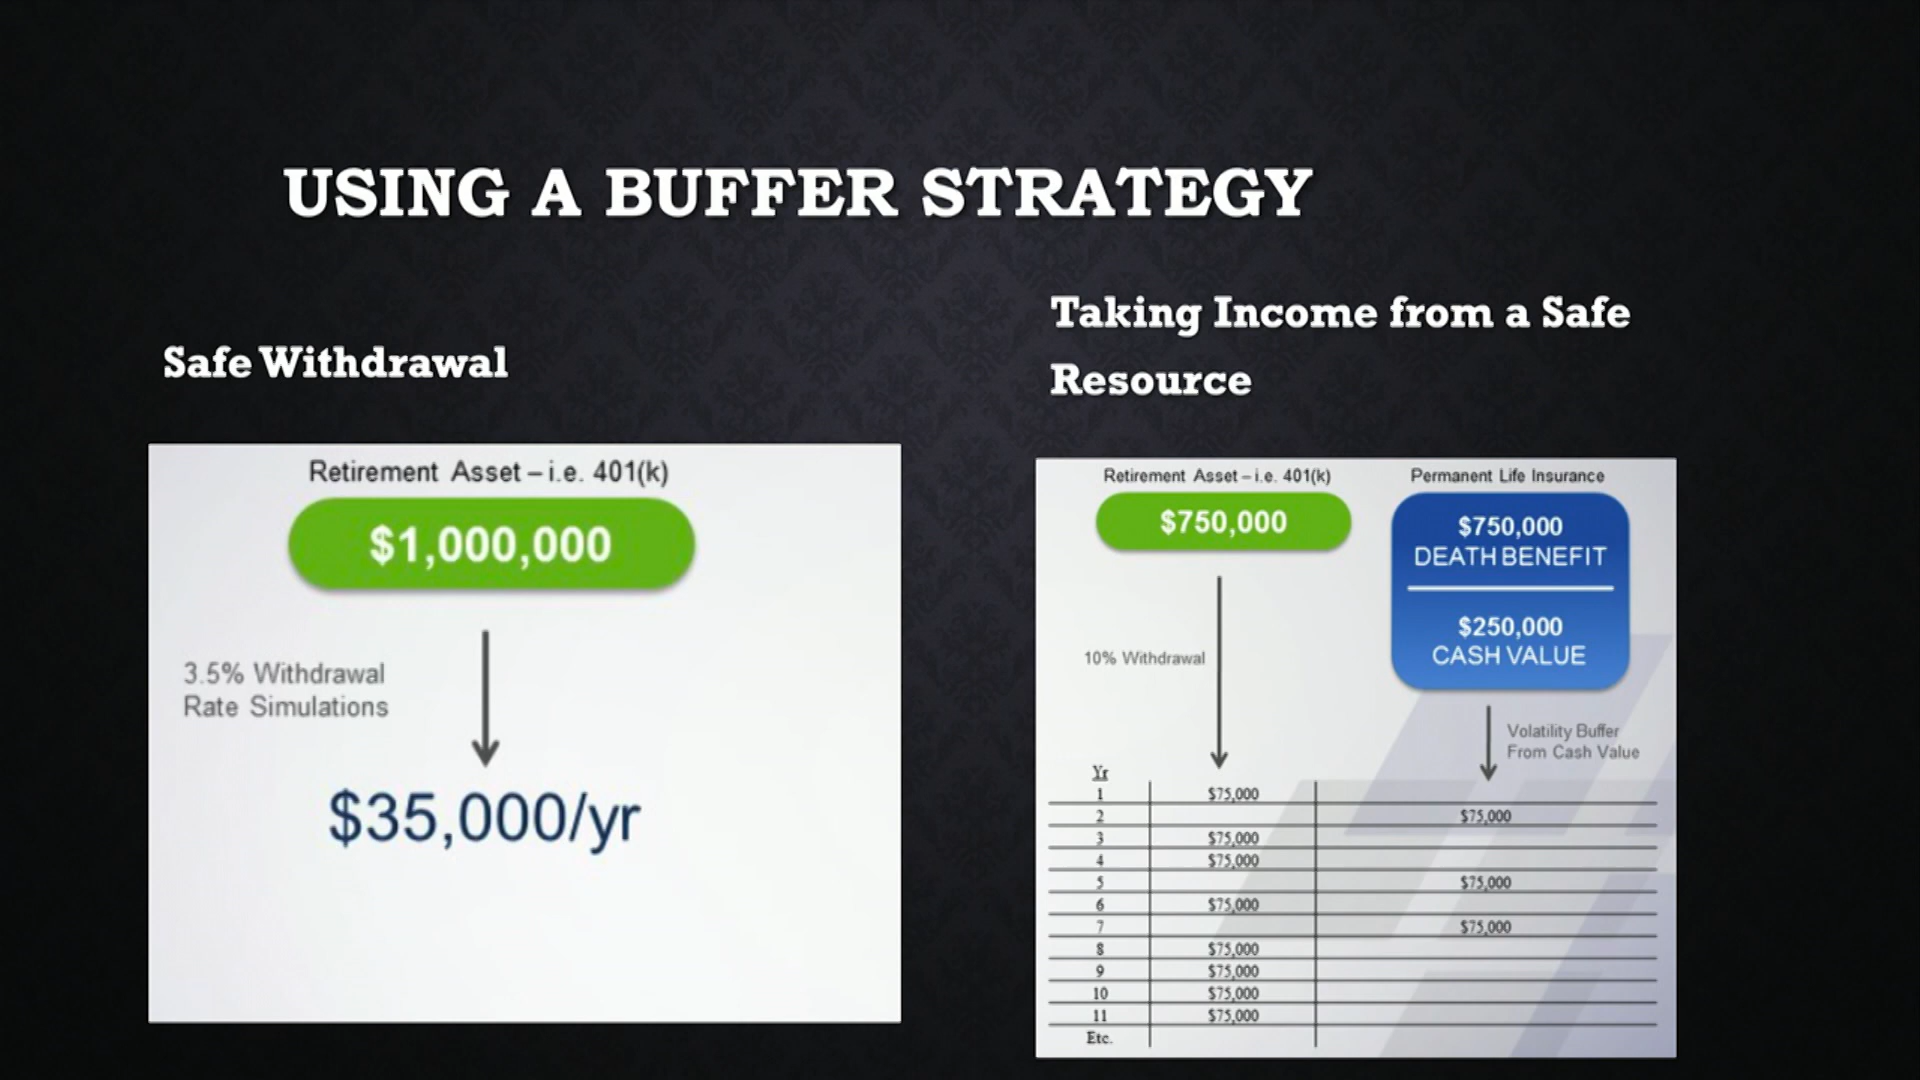 USING A BUFFER STRATEGY
Safe Withdrawal
Retirement Asset – i.e. 401(k)
$1,000,000
3.5% Withdrawal
Rate Simulations
$35,000/yr
Taking Income from a Safe
Resource
Retirement Asset – i.e. 401(k) Permanent Life Insurance
$750,000
$750,000
DEATH BENEFIT
$250,000
CASH VALUE
10% Withdrawal
Volatility Buffer
From Cash Value
Yr
1 $75,000
2 $75,000
3 $75,000
4 $75,000
5 $75,000
6 $75,000
7 $75,000
8 $75,000
9 $75,000
10 $75,000
11 $75,000
Etc.